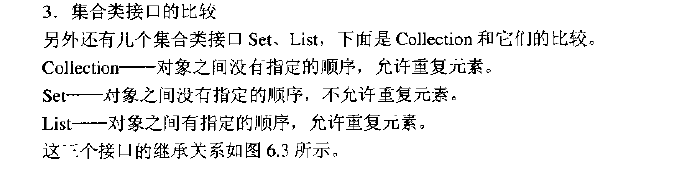 3．集合类接口的比较
另外还有几个集合类接口 Set、List，下面是 Collection 和它们的比较。
Collection——对象之间没有指定的顺序，允许重复元素。
Set——对象之间没有指定的顺序，不允许重复元素。
List——对象之间有指定的顺序，允许重复元素。
这三个接口的继承关系如图 6.3 所示。